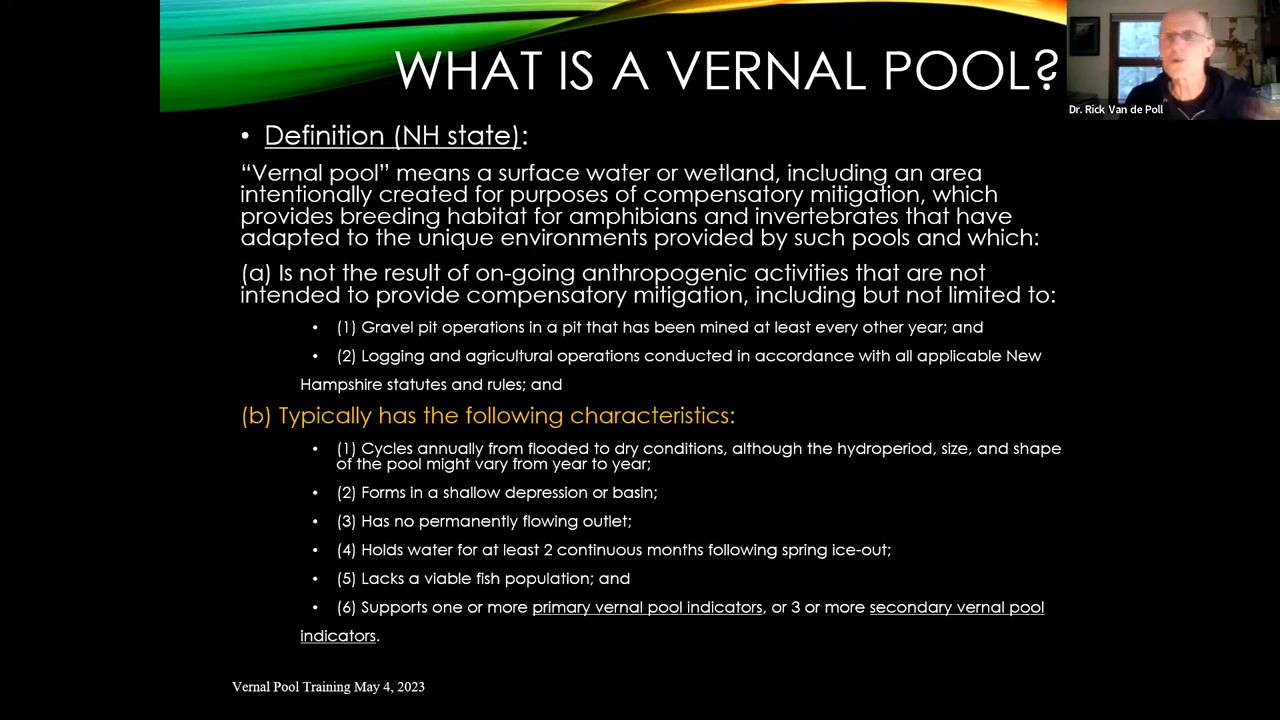 WHAT IS A VERNAL POOL?
Dr. Rick Van de Poll
• Definition (NH state):
“Vernal pool” means a surface water or wetland, including an area
intentionally created for purposes of compensatory mitigation, which
provides breeding habitat for amphibians and invertebrates that have
adapted to the unique environments provided by such pools and which:
(a) Is not the result of on-going anthropogenic activities that are not
intended to provide compensatory mitigation, including but not limited to:
• (1) Gravel pit operations in a pit that has been mined at least every other year; and
• (2) Logging and agricultural operations conducted in accordance with all applicable New
Hampshire statutes and rules; and
(b) Typically has the following characteristics:
• (1) Cycles annually from flooded to dry conditions, although the hydroperiod, size, and shape
of the pool might vary from year to year;
• (2) Forms in a shallow depression or basin;
• (3) Has no permanently flowing outlet;
• (4) Holds water for at least 2 continuous months following spring ice-out;
• (5) Lacks a viable fish population; and
• (6) Supports one or more primary vernal pool indicators, or 3 or more secondary vernal pool
indicators.
Vernal Pool Training May 4, 2023